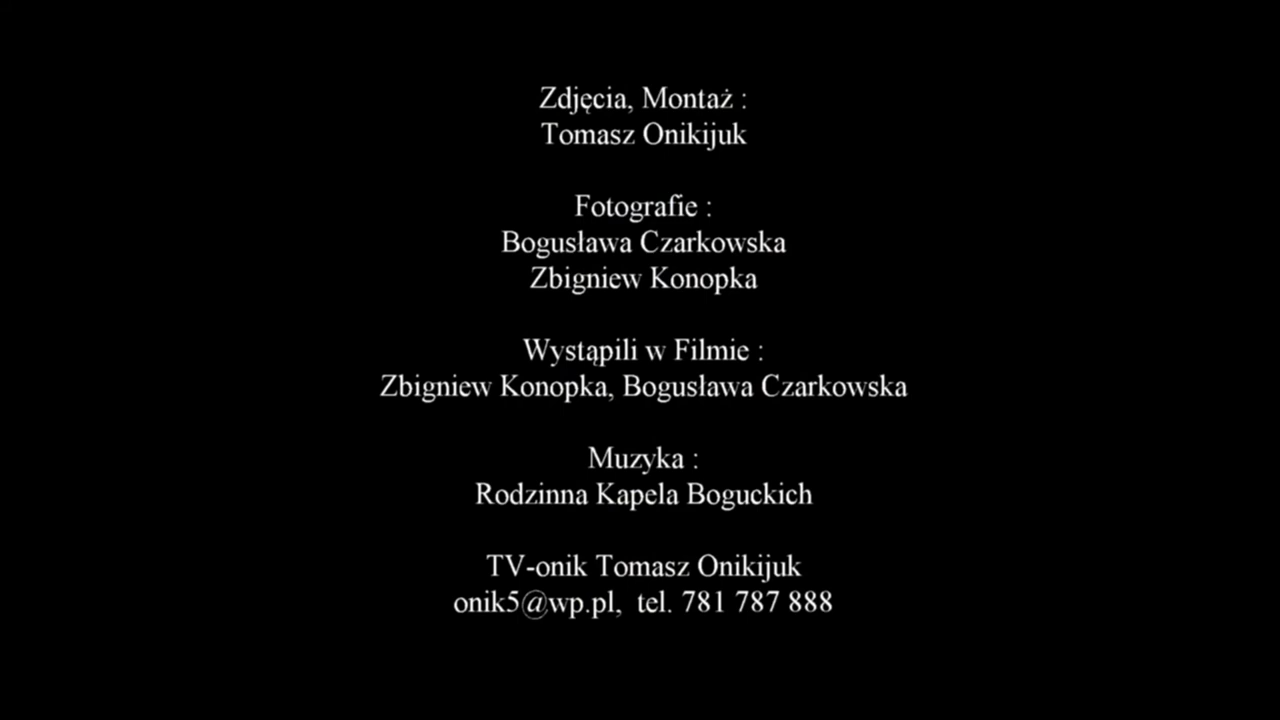 Zdjęcia, Montaż :
Tomasz Onikijuk
Fotografie :
Bogusława Czarkowska
Zbigniew Konopka
Wystąpili w Filmie :
Zbigniew Konopka, Bogusława Czarkowska
Muzyka :
Rodzinna Kapela Boguckich
TV-onik Tomasz Onikijuk
onik5@wp.pl,  tel. 781 787 888